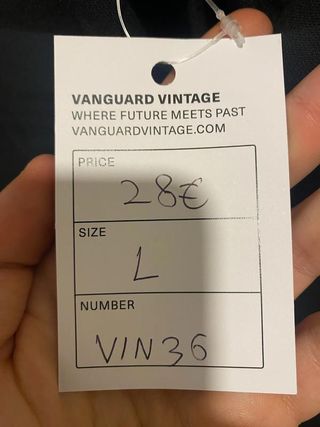 VANGUARD VINTAGE
WHERE FUTURE MEETS PAST
VANGUARDVINTAGE.COM
PRICE
28€
SIZE
L
NUMBER
VIN36